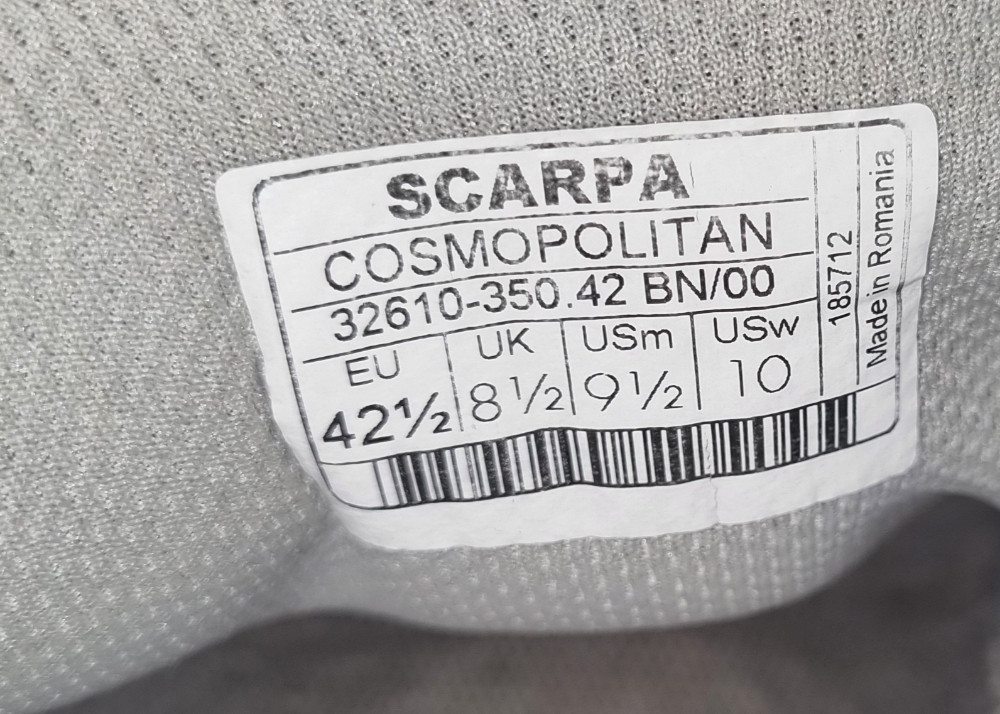 SCARPA
COSMOPOLITAN
32610-350.42 BN/00
EU UK USm USw
42½ 8½ 9½ 10
185712
Made in Romania